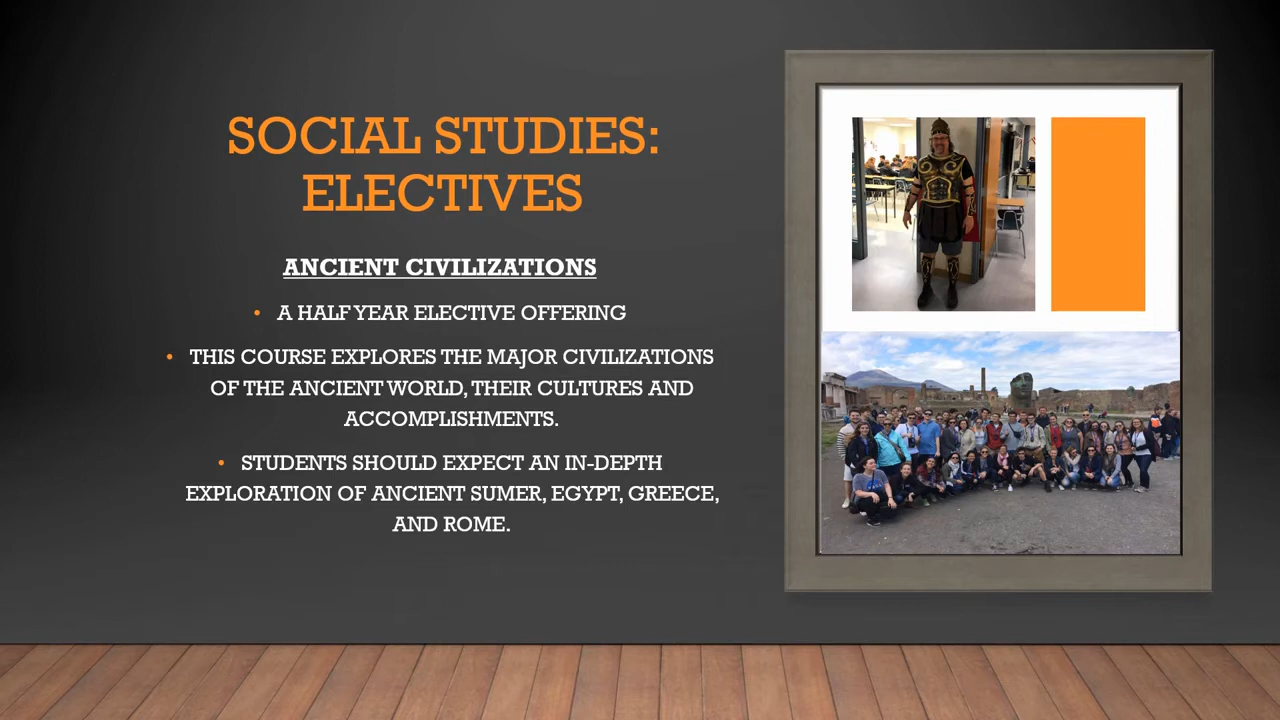 SOCIAL STUDIES:
ELECTIVES
ANCIENT CIVILIZATIONS
• A HALF YEAR ELECTIVE OFFERING
• THIS COURSE EXPLORES THE MAJOR CIVILIZATIONS
OF THE ANCIENT WORLD, THEIR CULTURES AND
ACCOMPLISHMENTS.
• STUDENTS SHOULD EXPECT AN IN-DEPTH
EXPLORATION OF ANCIENT SUMER, EGYPT, GREECE,
AND ROME.